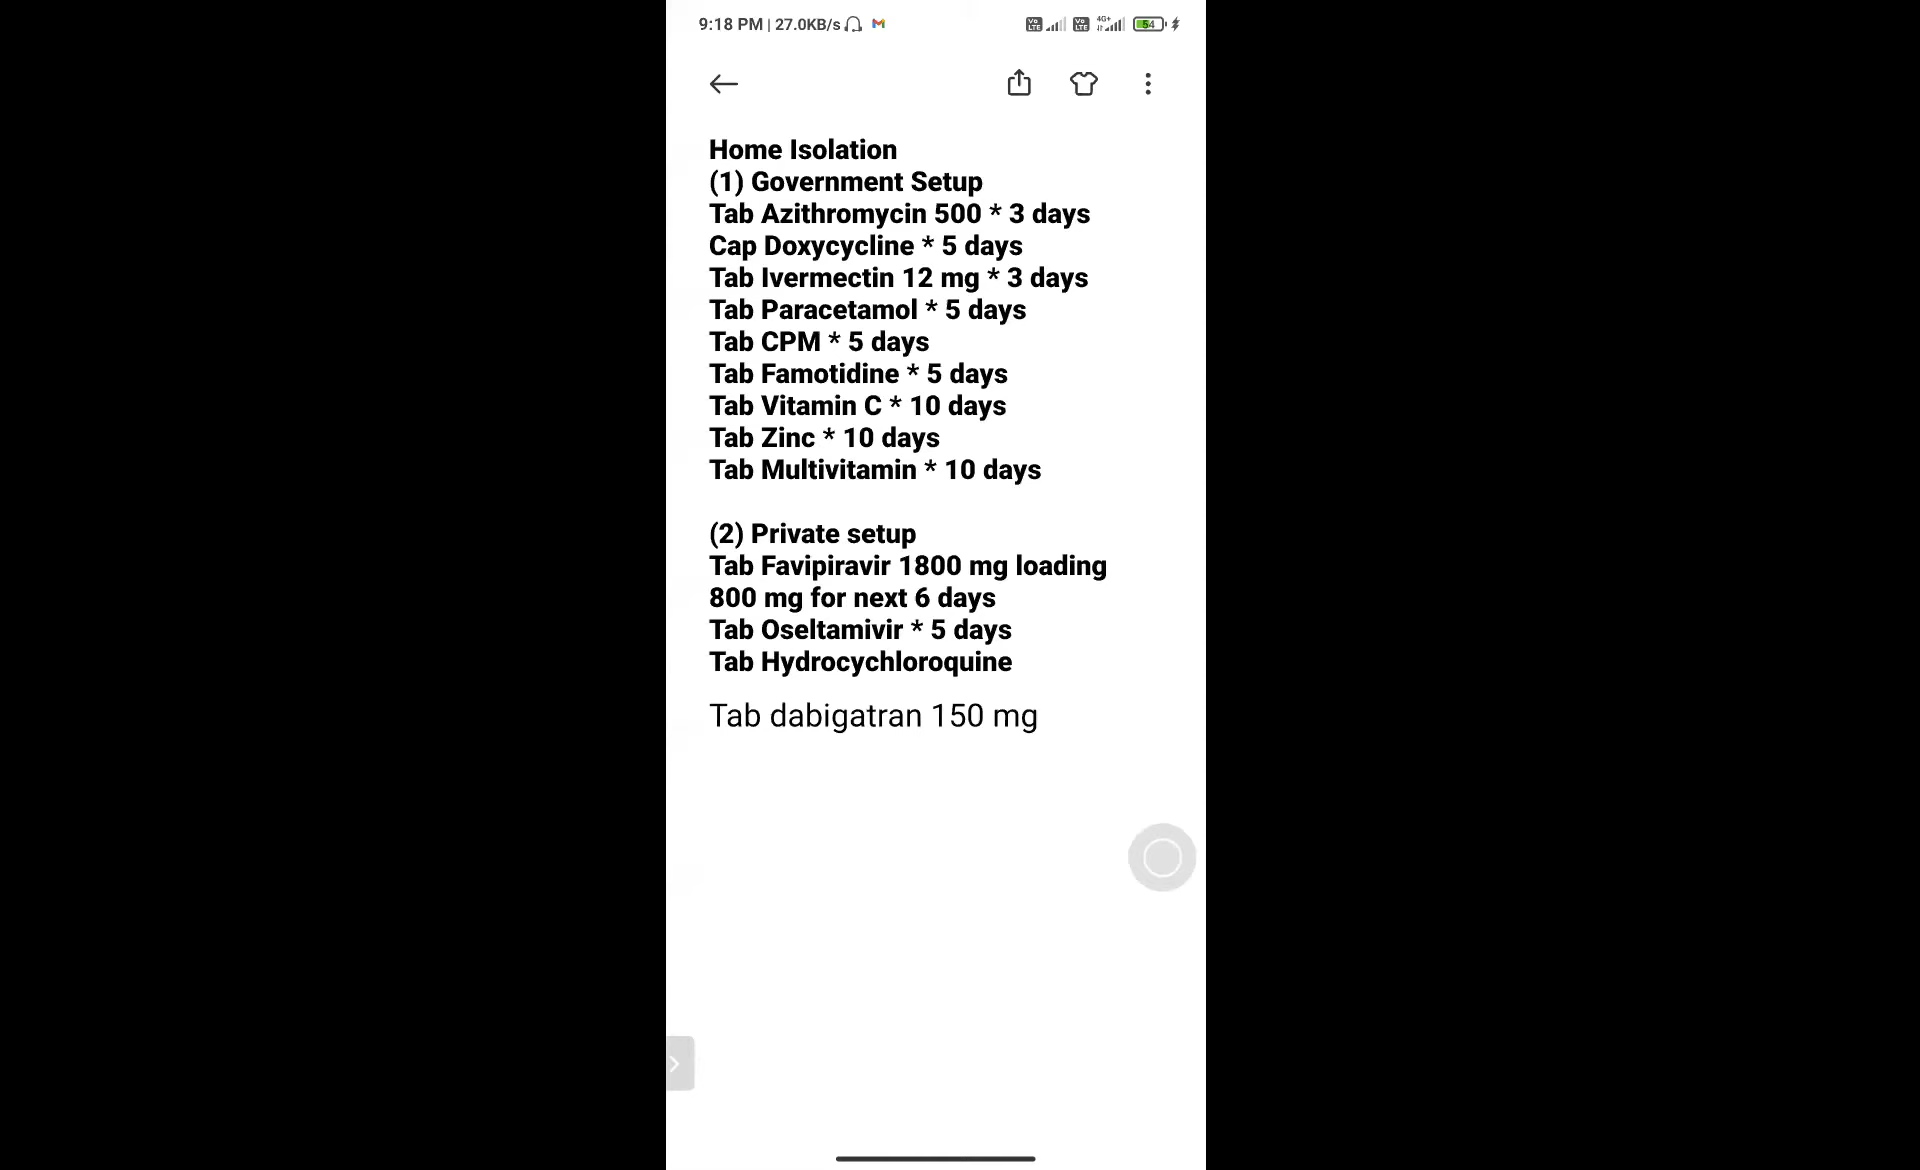 9:18 PM | 27.0KB/s
4G+
54
Home Isolation
(1) Government Setup
Tab Azithromycin 500 * 3 days
Cap Doxycycline * 5 days
Tab Ivermectin 12 mg * 3 days
Tab Paracetamol * 5 days
Tab CPM * 5 days
Tab Famotidine * 5 days
Tab Vitamin C * 10 days
Tab Zinc * 10 days
Tab Multivitamin * 10 days
(2) Private setup
Tab Favipiravir 1800 mg loading
800 mg for next 6 days
Tab Oseltamivir * 5 days
Tab Hydrocychloroquine
Tab dabigatran 150 mg